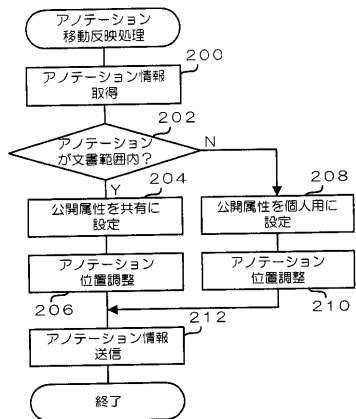 アノテーション
移動反映処理
200
アノテーション情報
取得
202
アノテーション
が文書範囲内?
N
Y
204
208
公開属性を共有に
設定
公開属性を個人用に
設定
アノテーション
位置調整
アノテーション
位置調整
206
210
212
アノテーション情報
送信
終了